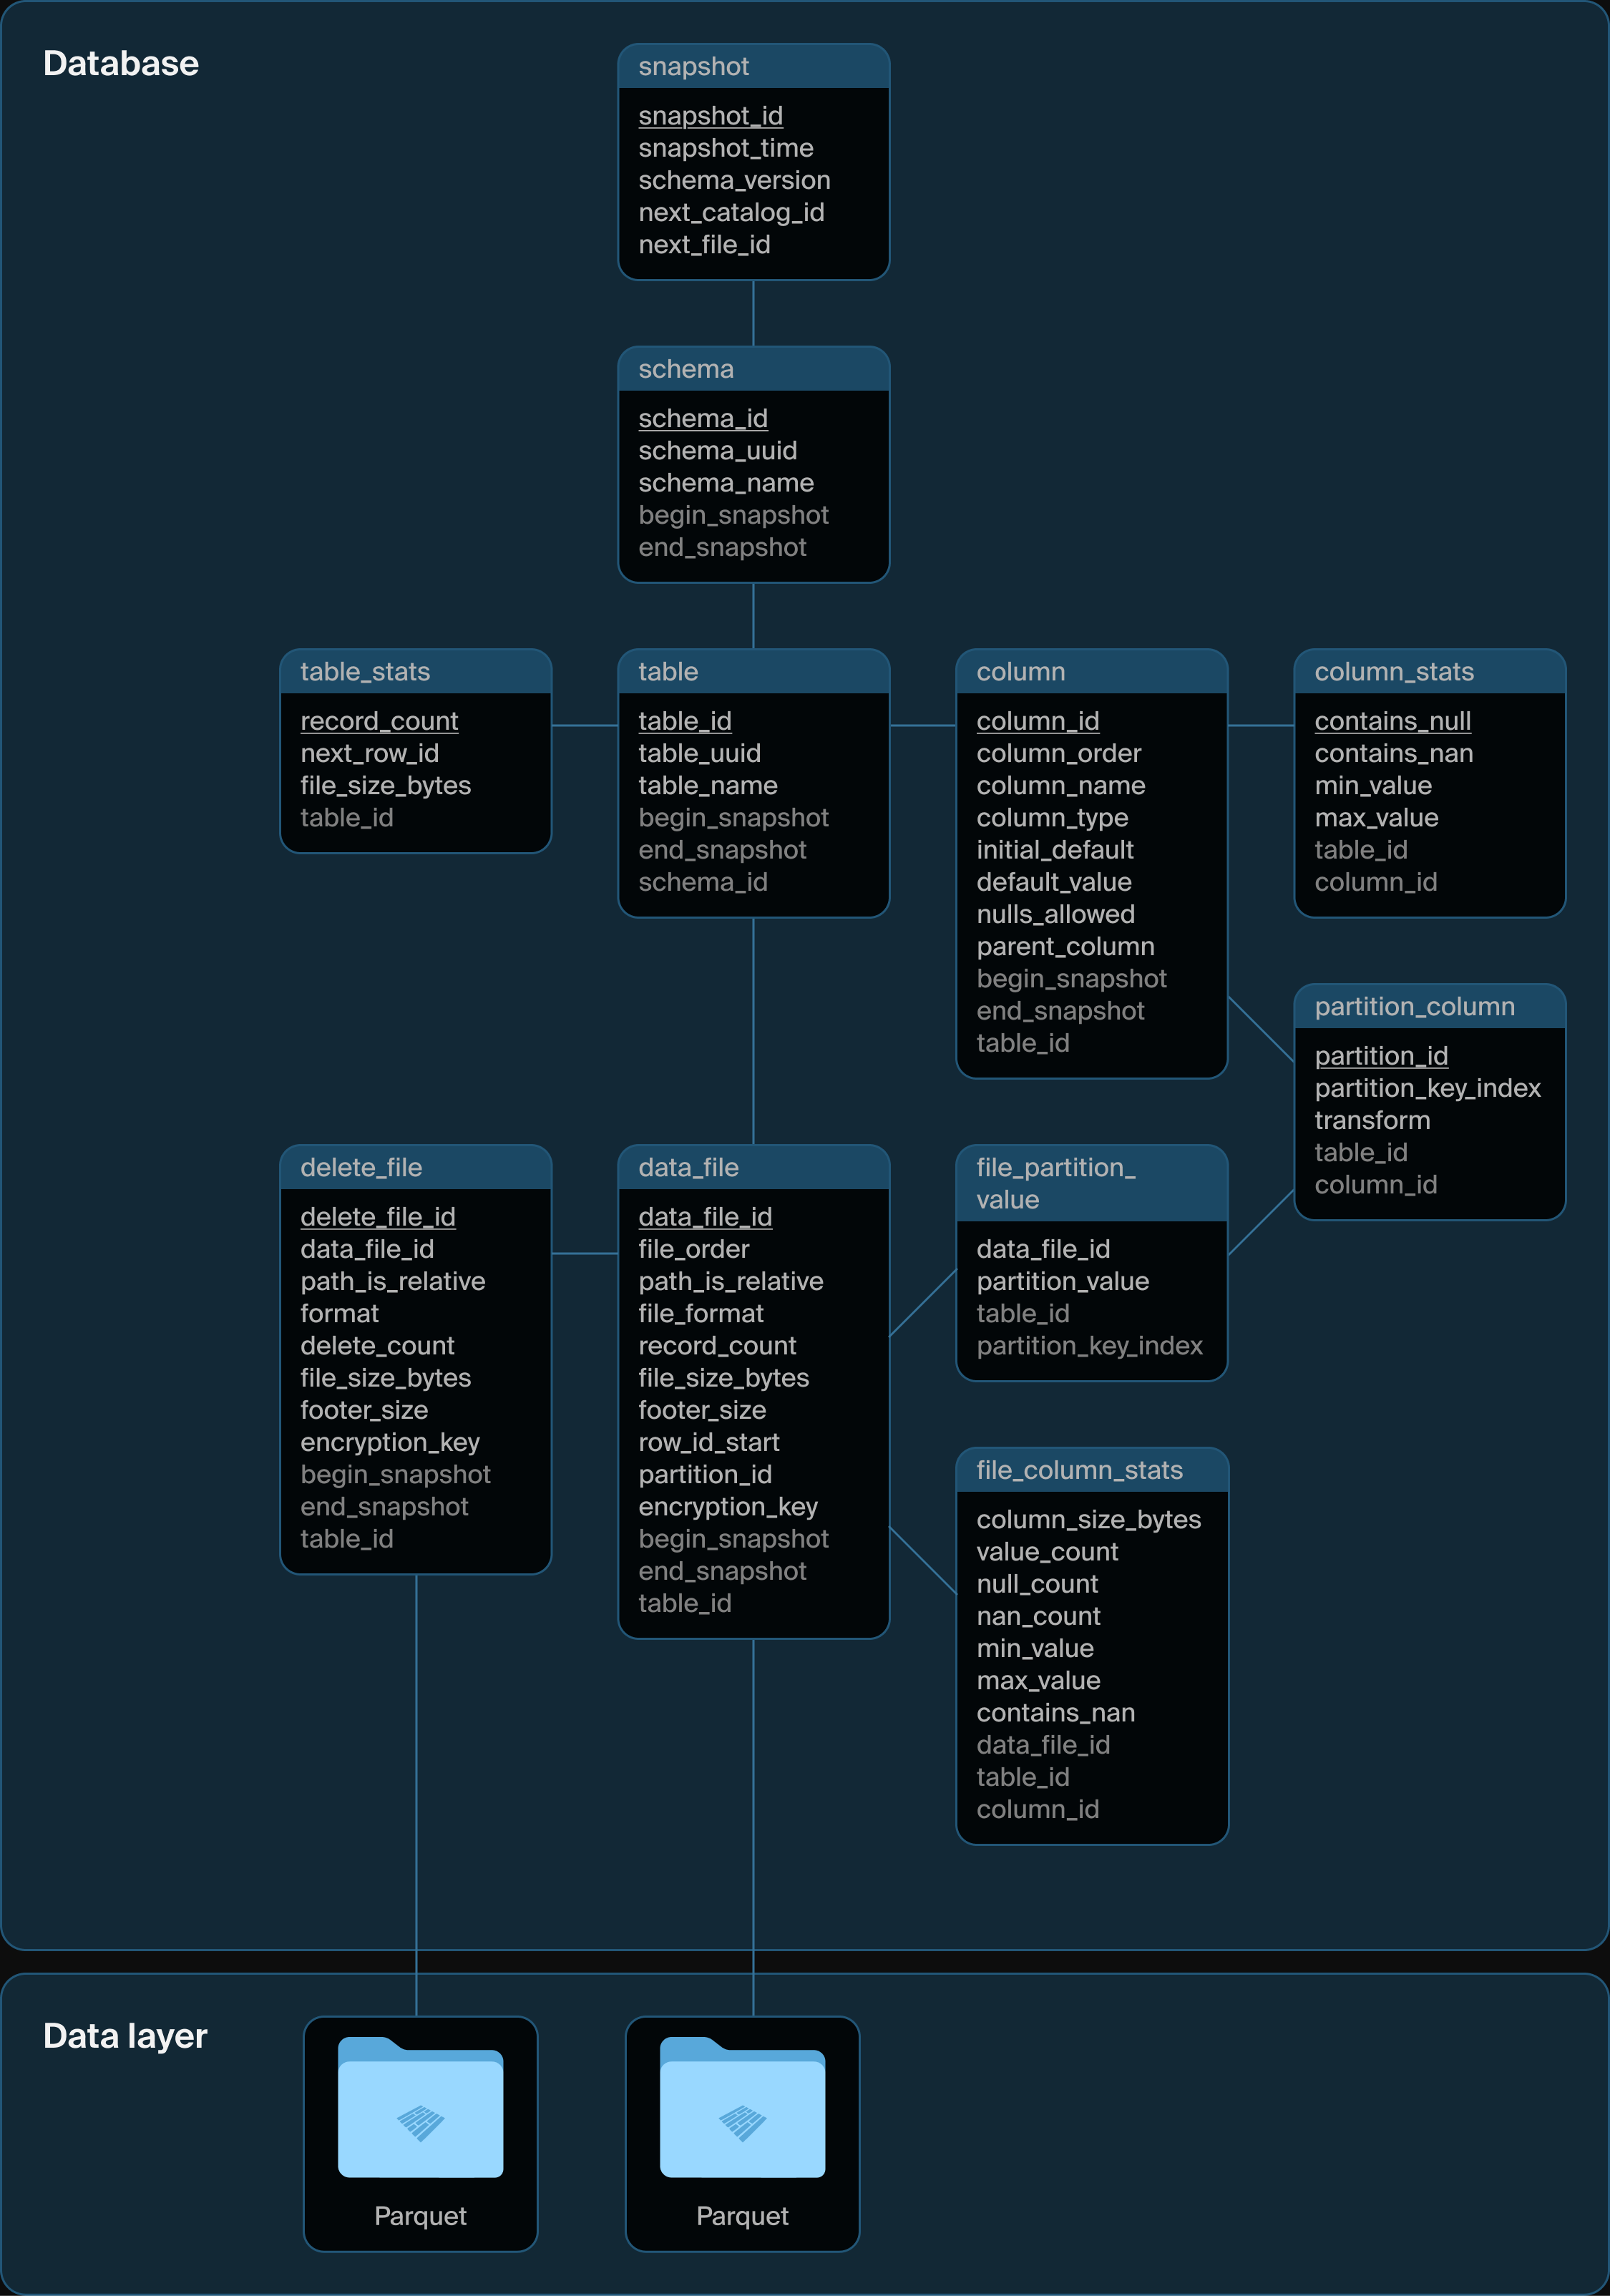 Database
snapshot
snapshot_id
snapshot_time
schema_version
next_catalog_id
next_file_id
schema
schema_id
schema_uuid
schema_name
begin_snapshot
end_snapshot
table_stats
record_count
next_row_id
file_size_bytes
table_id
table
table_id
table_uuid
table_name
begin_snapshot
end_snapshot
schema_id
column
column_id
column_order
column_name
column_type
initial_default
default_value
nulls_allowed
parent_column
begin_snapshot
end_snapshot
table_id
column_stats
contains_null
contains_nan
min_value
max_value
table_id
column_id
partition_column
partition_id
partition_key_index
transform
table_id
column_id
delete_file
delete_file_id
data_file_id
path_is_relative
format
delete_count
file_size_bytes
footer_size
encryption_key
begin_snapshot
end_snapshot
table_id
data_file
data_file_id
file_order
path_is_relative
file_format
record_count
file_size_bytes
footer_size
row_id_start
partition_id
encryption_key
begin_snapshot
end_snapshot
table_id
file_partition_
value
data_file_id
partition_value
table_id
partition_key_index
file_column_stats
column_size_bytes
value_count
null_count
nan_count
min_value
max_value
contains_nan
data_file_id
table_id
column_id
Data layer
Parquet
Parquet